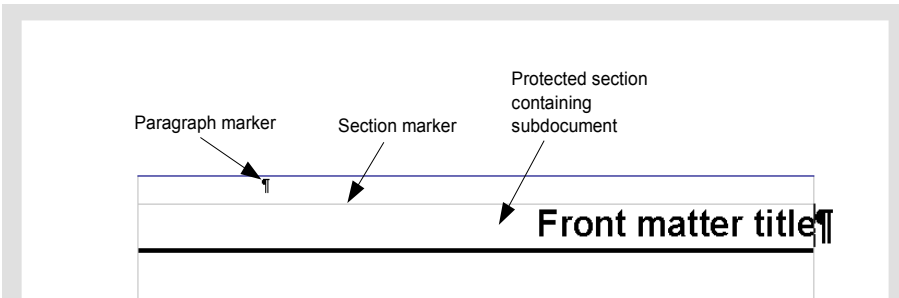 Protected section
containing
subdocument
Paragraph marker
Section marker
¶
Front matter title¶